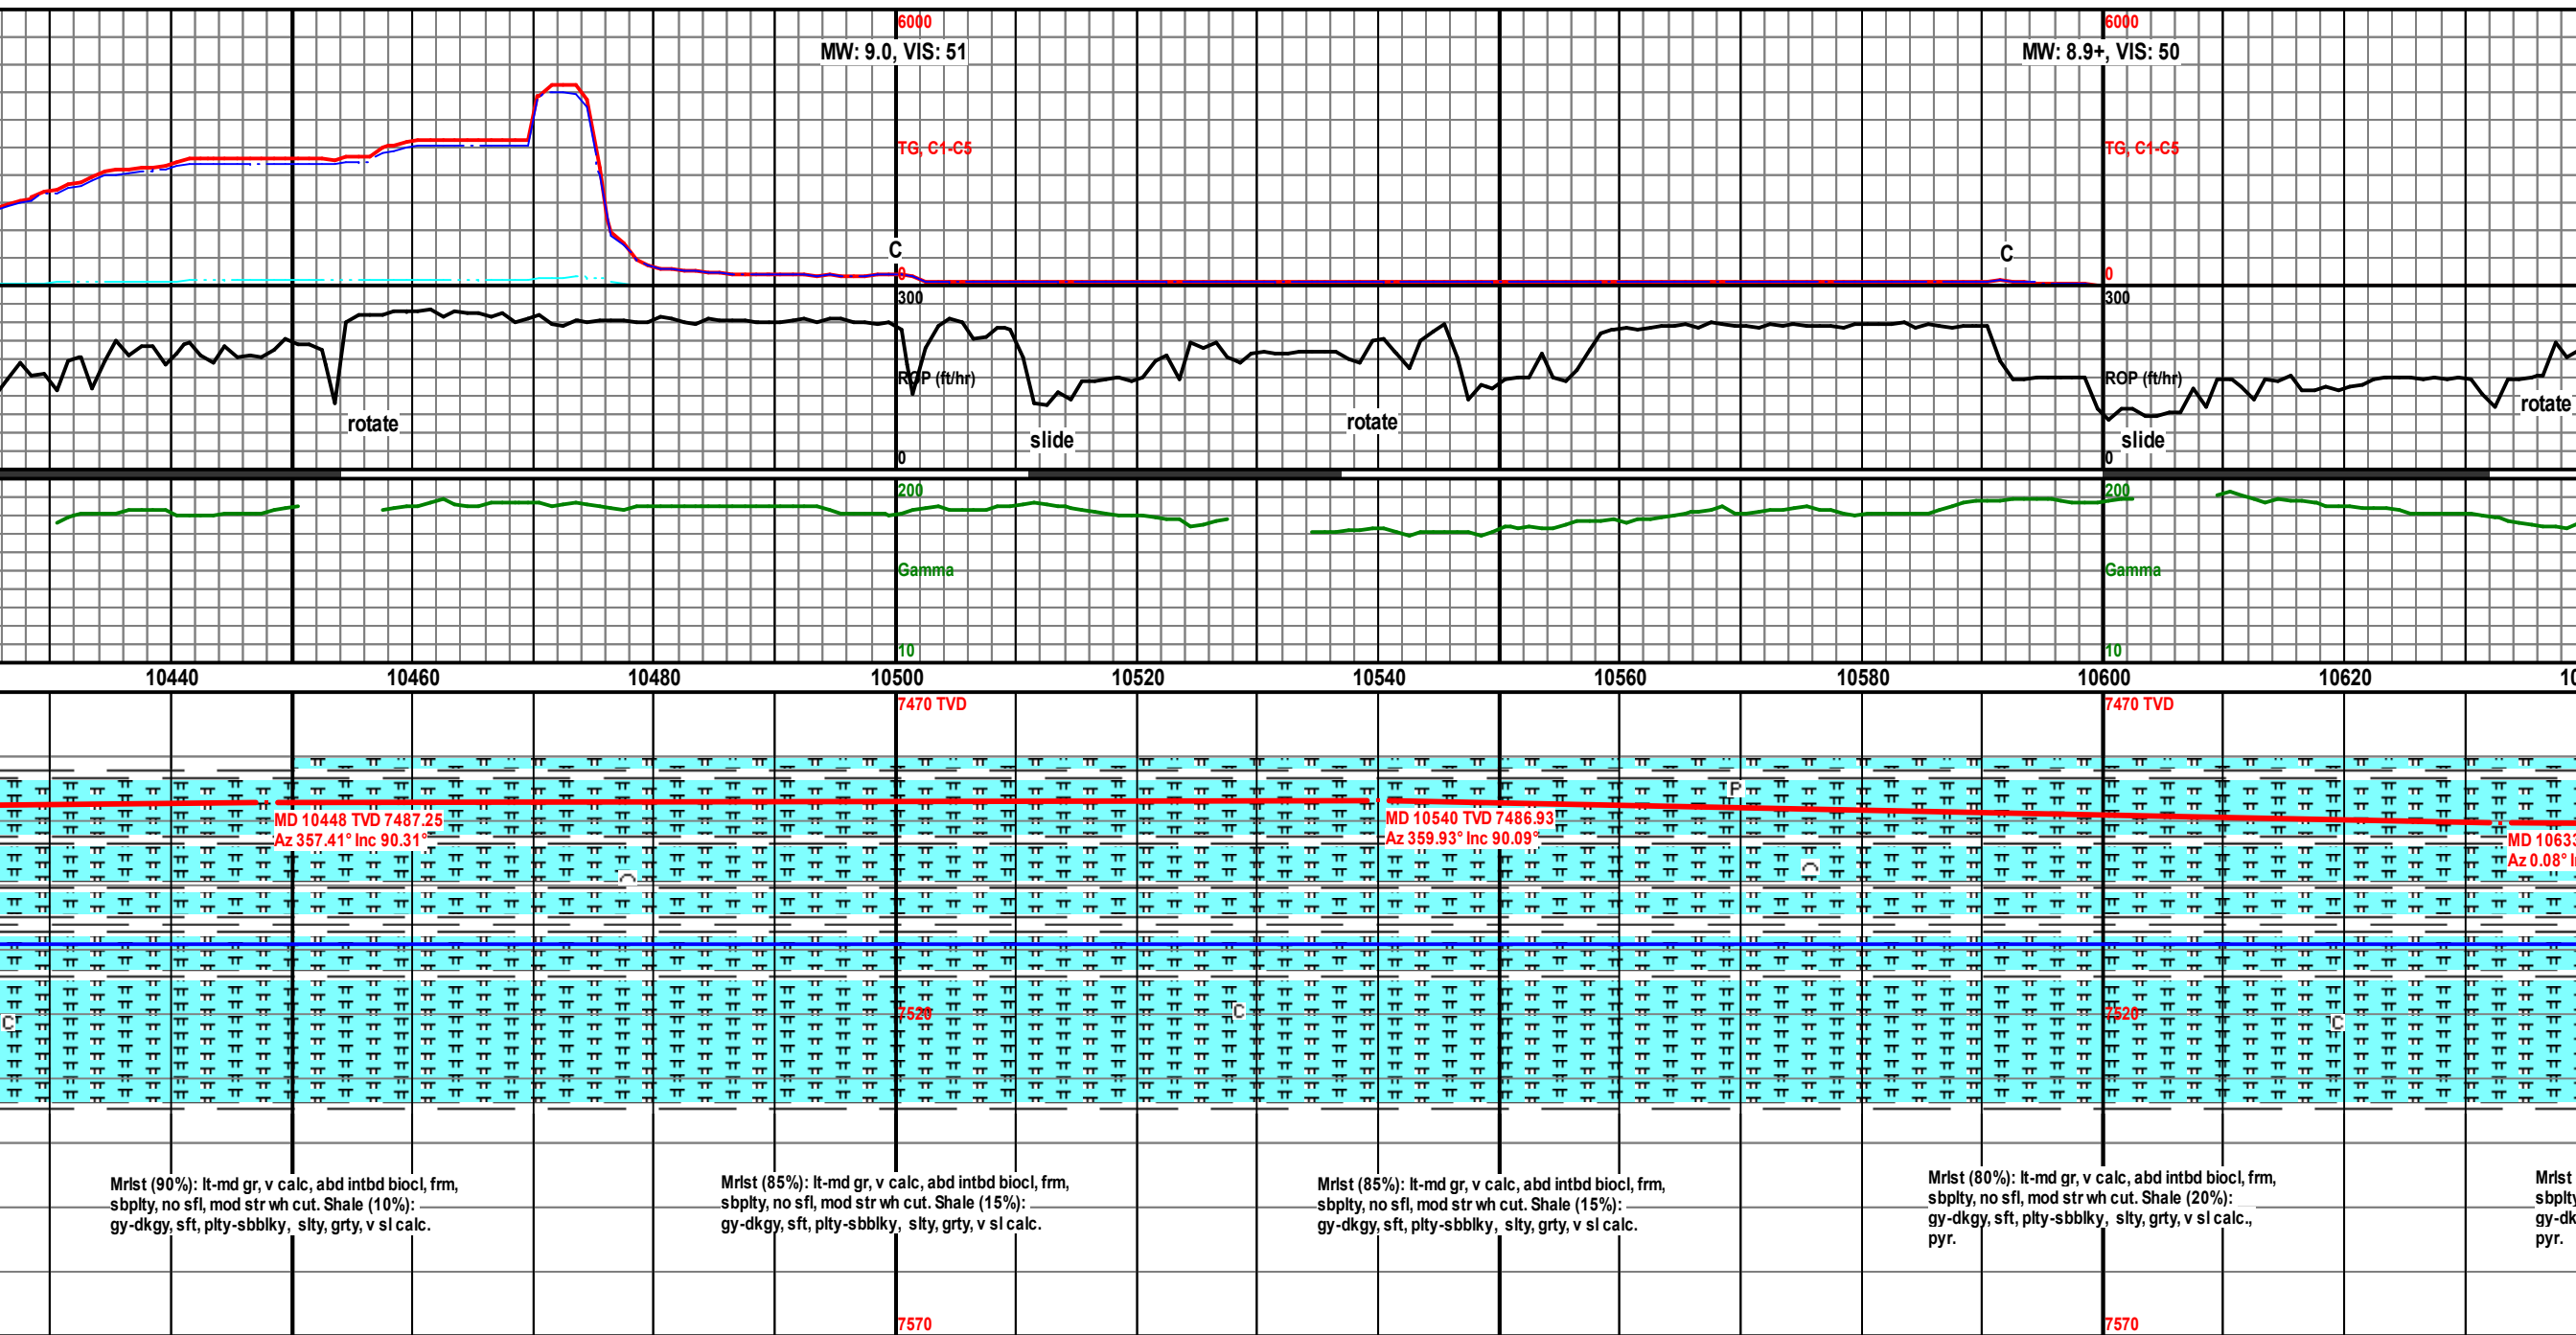 6000
6000
MW: 9.0, VIS: 51
MW: 8.9+, VIS: 50
TG, C1-C5
TG, C1-C5
C
C
0
0
300
300
ROP (ft/hr)
ROP (ft/hr)
rotate
slide
rotate
slide
rotate
0
0
200
200
Gamma
Gamma
10
10
10440
10460
10480
10500
10520
10540
10560
10580
10600
10620
10
7470 TVD
7470 TVD
P
MD 10448 TVD 7487.25
Az 357.41° Inc 90.31°
MD 10540 TVD 7486.93
Az 359.93° Inc 90.09°
MD 10633
Az 0.08° I
C
C
C
7520
7520
Mrlst (90%): lt-md gr, v calc, abd intbd biocl, frm,
sbplty, no sfl, mod str wh cut. Shale (10%):
gy-dkgy, sft, plty-sbblky, slty, grty, v sl calc.
Mrlst (85%): lt-md gr, v calc, abd intbd biocl, frm,
sbplty, no sfl, mod str wh cut. Shale (15%):
gy-dkgy, sft, plty-sbblky, slty, grty, v sl calc.
Mrlst (85%): lt-md gr, v calc, abd intbd biocl, frm,
sbplty, no sfl, mod str wh cut. Shale (15%):
gy-dkgy, sft, plty-sbblky, slty, grty, v sl calc.
Mrlst (80%): lt-md gr, v calc, abd intbd biocl, frm,
sbplty, no sfl, mod str wh cut. Shale (20%):
gy-dkgy, sft, plty-sbblky, slty, grty, v sl calc.,
pyr.
Mrlst
sbplty
gy-dk
pyr.
7570
7570